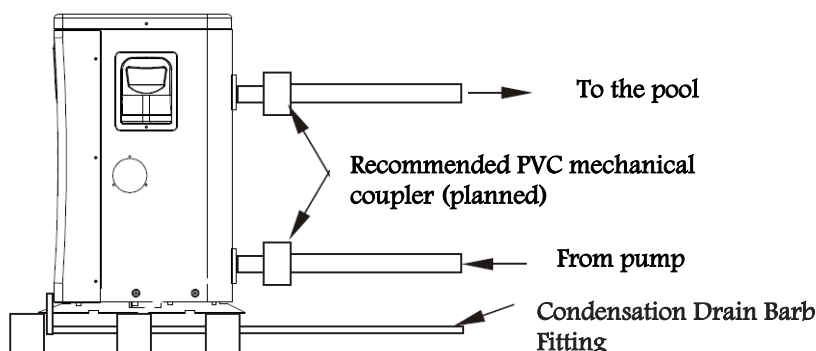 To the pool
Recommended PVC mechanical
coupler (planned)
From pump
Condensation Drain Barb
Fitting